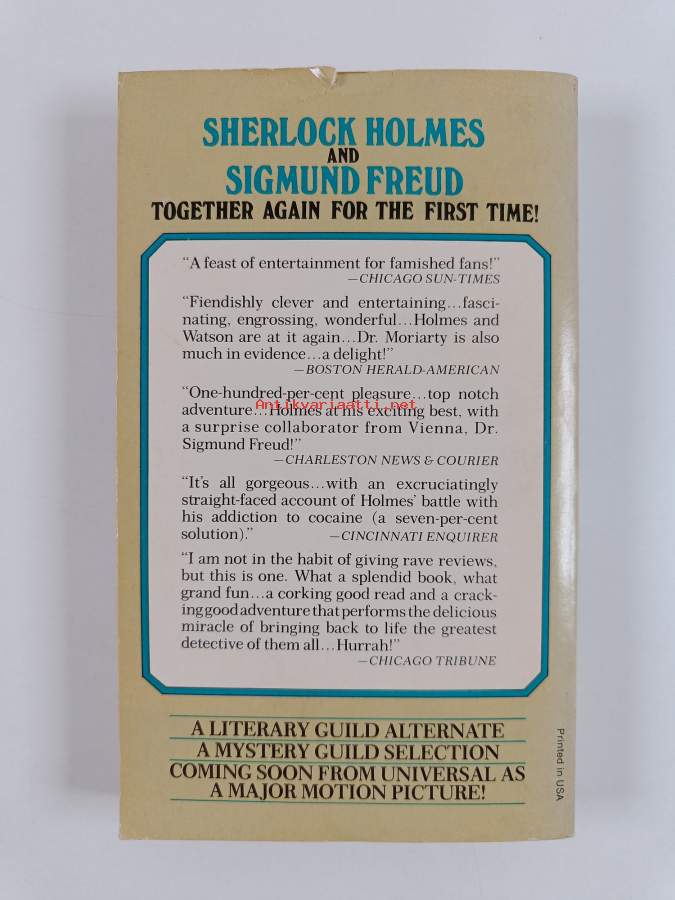 SHERLOCK HOLMES
AND
SIGMUND FREUD
TOGETHER AGAIN FOR THE FIRST TIME!
“A feast of entertainment for famished fans!”
—CHICAGO SUN-TIMES
“Fiendishly clever and entertaining...fasci-
nating, engrossing, wonderful...Holmes and
Watson are at it again...Dr. Moriarty is also
much in evidence...a delight!”
—BOSTON HERALD-AMERICAN
“One-hundred-per-cent pleasure...top notch
Antikvariaatti.net
adventure...Holmes at his exciting best, with
a surprise collaborator from Vienna, Dr.
Sigmund Freud!”
—CHARLESTON NEWS & COURIER
“It's all gorgeous...with an excruciatingly
straight-faced account of Holmes' battle with
his addiction to cocaine (a seven-per-cent
solution).” —CINCINNATI ENQUIRER
“I am not in the habit of giving rave reviews,
but this is one. What a splendid book, what
grand fun...a corking good read and a crack-
ing good adventure that performs the delicious
miracle of bringing back to life the greatest
detective of them all...Hurrah!”
—CHICAGO TRIBUNE
A LITERARY GUILD ALTERNATE
A MYSTERY GUILD SELECTION
COMING SOON FROM UNIVERSAL AS
A MAJOR MOTION PICTURE!
Printed in USA